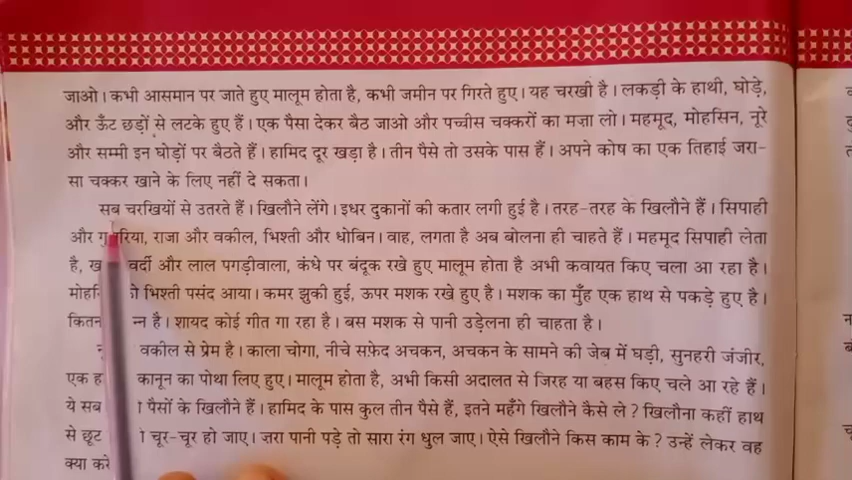 जाओ। कभी आसमान पर जाते हुए मालूम होता है, कभी जमीन पर गिरते हुए। यह चरखी है। लकड़ी के हाथी, घोड़े,
और ऊँट छड़ों से लटके हुए हैं। एक पैसा देकर बैठ जाओ और पच्चीस चक्करों का मज़ा लो। महमूद, मोहसिन, नूरे
और सम्मी इन घोड़ों पर बैठते हैं। हामिद दूर खड़ा है। तीन पैसे तो उसके पास हैं। अपने कोष का एक तिहाई जरा-
सा चक्कर खाने के लिए नहीं दे सकता।
सब चरखियों से उतरते हैं। खिलौने लेंगे। इधर दुकानों की कतार लगी हुई है। तरह-तरह के खिलौने हैं। सिपाही
और राजा और वकील, भिश्ती और धोबिन। वाह, लगता है अब बोलना ही चाहते हैं। महमूद सिपाही लेता
है, वर्दी और लाल पगड़ीवाला, कंधे पर बंदूक रखे हुए मालूम होता है अभी कवायत किए चला आ रहा है।
भिश्ती पसंद आया। कमर झुकी हुई, ऊपर मशक रखे हुए है। मशक का मुँह एक हाथ से पकड़े हुए है।
है। शायद कोई गीत गा रहा है। बस मशक से पानी उड़ेलना ही चाहता है।
वकील से प्रेम है। काला चोगा, नीचे सफ़ेद अचकन, अचकन के सामने की जेब में घड़ी, सुनहरी जंजीर,
एक कानून का पोथा लिए हुए। मालूम होता है, अभी किसी अदालत से जिरह या बहस किए चले आ रहे हैं।
ये सब पैसों के खिलौने हैं। हामिद के पास कुल तीन पैसे हैं, इतने महँगे खिलौने कैसे ले? खिलौना कहीं हाथ
से छूट चूर-चूर हो जाए। ज़रा पानी पड़े तो सारा रंग धुल जाए। ऐसे खिलौने किस काम के? उन्हें लेकर वह
क्या करे